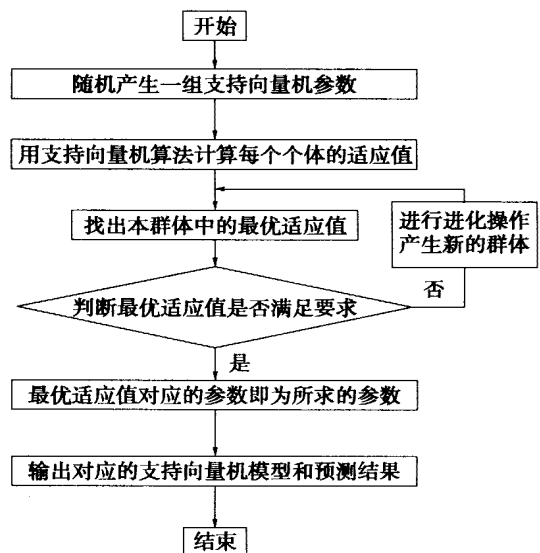 开始
随机产生一组支持向量机参数
用支持向量机算法计算每个个体的适应值
找出本群体中的最优适应值
进行进化操作
产生新的群体
判断最优适应值是否满足要求
否
是
最优适应值对应的参数即为所求的参数
输出对应的支持向量机模型和预测结果
结束